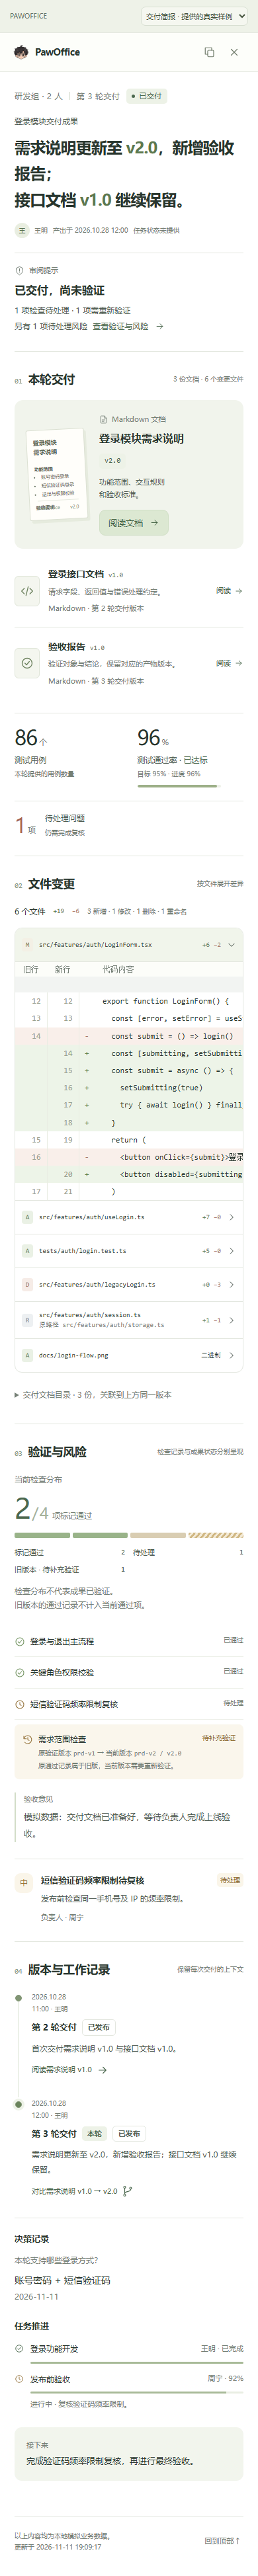 PAWOFFICE
交付简报 · 提供的真实样例
PawOffice
研发组 · 2 人 | 第 3 轮交付 • 已交付
登录模块交付成果
需求说明更新至 v2.0，新增验收
报告；
接口文档 v1.0 继续保留。
王 王明 产出于 2026.10.28 12:00 任务状态未提供
审阅提示
已交付，尚未验证
1 项检查待处理 · 1 项需重新验证
另有 1 项待处理风险 查看验证与风险 →
01 本轮交付 3 份文档 · 6 个变更文件
登录模块
需求说明
功能范围
Markdown 文档
登录模块需求说明
v2.0
功能范围、交互规则
和验收标准。
阅读文档 →
登录接口文档 v1.0
请求字段、返回值与错误处理约定。
Markdown · 第 2 轮交付版本
阅读 →
验收报告 v1.0
验证对象与结论，保留对应的产物版本。
Markdown · 第 3 轮交付版本
阅读 →
86 个
测试用例
本轮提供的用例数量
96 %
测试通过率 · 已达标
目标 95% · 进度 96%
1 项
待处理问题
仍需完成复核
02 文件变更 按文件展开差异
6 个文件 +19 −6 3 新增 · 1 修改 · 1 删除 · 1 重命名
M src/features/auth/LoginForm.tsx +6 −2
旧行 新行 代码内容
12 12 export function LoginForm() {
13 13 const [error, setError] = useS
14 - const submit = () => login()
14 + const [submitting, setSubmitti
15 + const submit = async () => {
16 + setSubmitting(true)
17 + try { await login() } finall
18 + }
15 19 return (
16 - <button onClick={submit}>登录
20 + <button disabled={submitting
17 21 )
A src/features/auth/useLogin.ts +7 −0
A tests/auth/login.test.ts +5 −0
D src/features/auth/legacyLogin.ts +0 −3
R src/features/auth/session.ts
原路径 src/features/auth/storage.ts
+1 −1
A docs/login-flow.png 二进制
▶ 交付文档目录 · 3 份，关联到上方同一版本
03 验证与风险 检查记录与成果状态分别呈现
当前检查分布
2/4 项标记通过
标记通过 2 待处理 1
旧版本 · 待补充验证 1
检查分布不代表成果已验证。
旧版本的通过记录不计入当前通过项。
登录与退出主流程 已通过
关键角色权限校验 已通过
短信验证码频率限制复核 待处理
需求范围检查 待补充验证
原验证版本 prd-v1 → 当前版本 prd-v2 / v2.0
原通过记录属于旧版，当前版本需要重新验证。
验收意见
模拟数据：交付文档已准备好，等待负责人完成上线验
收。
中 短信验证码频率限制待复核 待处理
发布前检查同一手机号及 IP 的频率限制。
负责人 · 周宁
04 版本与工作记录 保留每次交付的上下文
2026.10.28
11:00 · 王明
第 2 轮交付 已发布
首次交付需求说明 v1.0 与接口文档 v1.0。
阅读需求说明 v1.0 →
2026.10.28
12:00 · 王明
第 3 轮交付 本轮 已发布
需求说明更新至 v2.0，新增验收报告；接口文档 v1.0 继续
保留。
对比需求说明 v1.0 → v2.0
决策记录
本轮支持哪些登录方式？
账号密码 + 短信验证码
2026-11-11
任务推进
登录功能开发 王明 · 已完成
发布前验收 周宁 · 92%
运行中 · 复核验证码频率限制。
接下来
完成验证码频率限制复核，再进行最终验收。
以上内容均为本地模拟业务数据。
更新于 2026-11-11 19:09:17
回到顶部 ↑